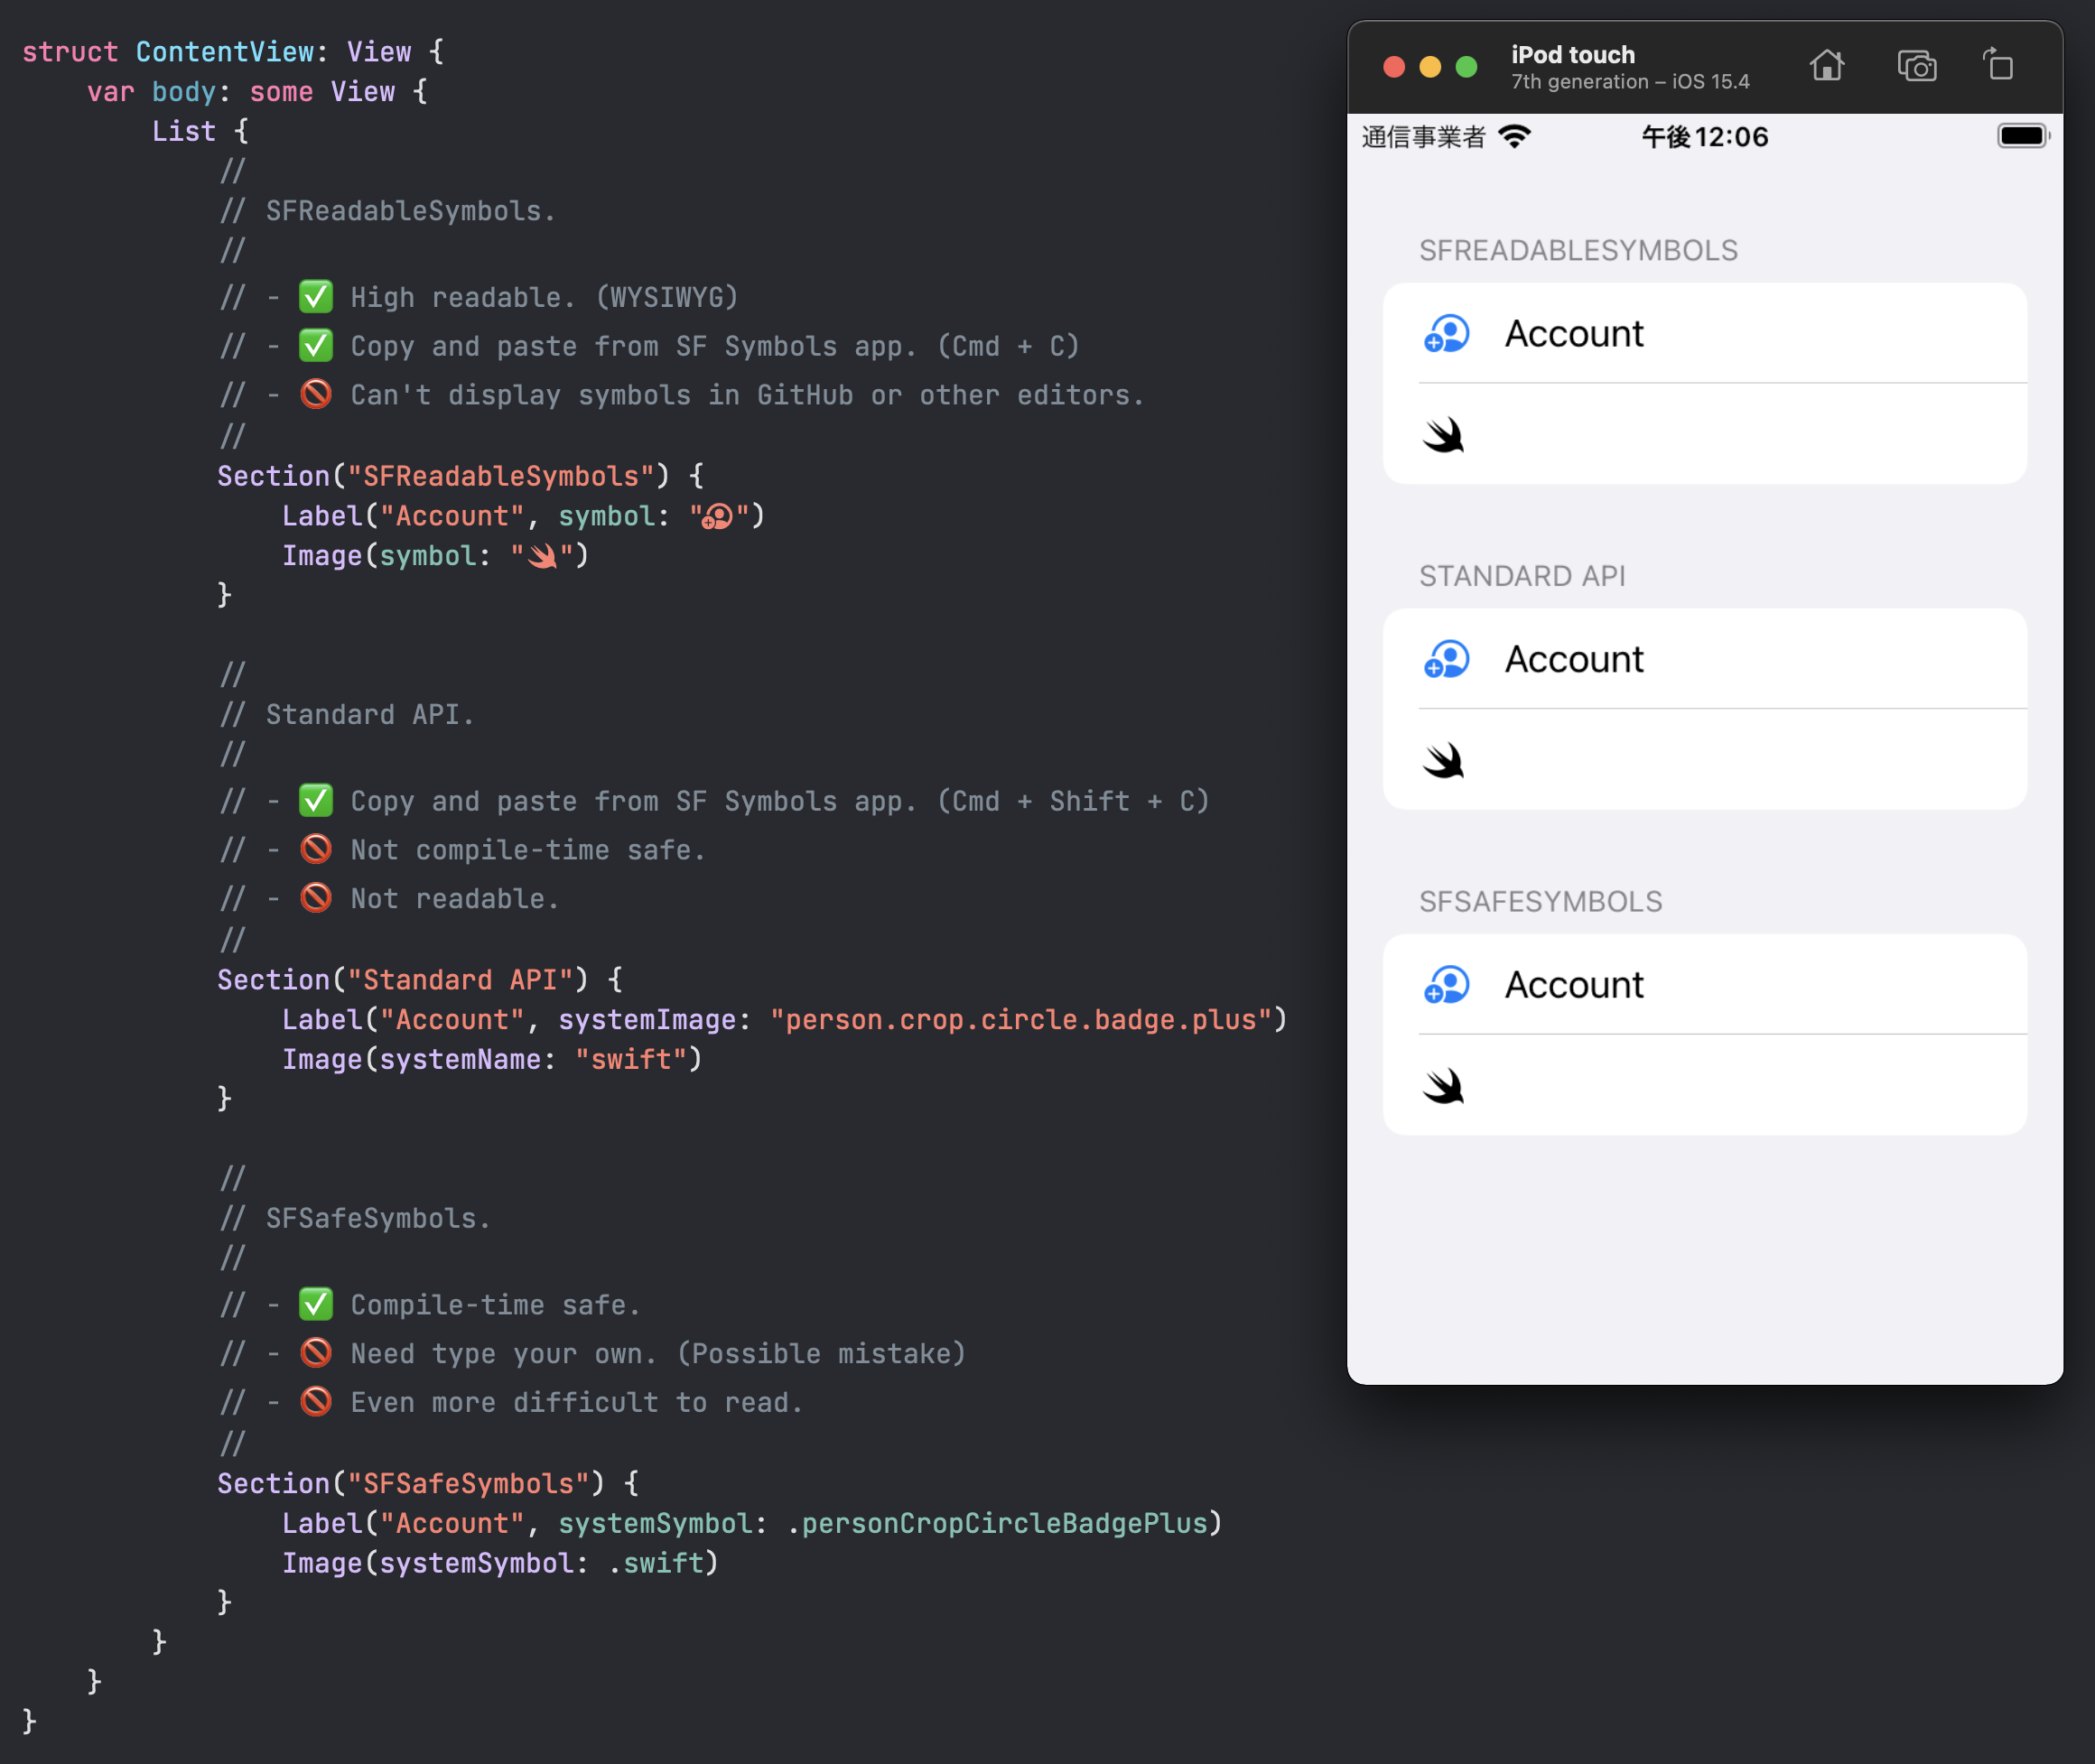 struct ContentView: View {
var body: some View {
List {
//
// SFReadableSymbols.
//
// - ✅ High readable. (WYSIWYG)
// - ✅ Copy and paste from SF Symbols app. (Cmd + C)
// - 🚫 Can't display symbols in GitHub or other editors.
//
Section("SFReadableSymbols") {
Label("Account", symbol: "")
Image(symbol: "")
}
//
// Standard API.
//
// - ✅ Copy and paste from SF Symbols app. (Cmd + Shift + C)
// - 🚫 Not compile-time safe.
// - 🚫 Not readable.
//
Section("Standard API") {
Label("Account", systemImage: "person.crop.circle.badge.plus")
Image(systemName: "swift")
}
//
// SFSafeSymbols.
//
// - ✅ Compile-time safe.
// - 🚫 Need type your own. (Possible mistake)
// - 🚫 Even more difficult to read.
//
Section("SFSafeSymbols") {
Label("Account", systemSymbol: .personCropCircleBadgePlus)
Image(systemSymbol: .swift)
}
}
}
}
iPod touch
7th generation – iOS 15.4
通信事業者 午後12:06
SFREADABLESYMBOLS
Account
STANDARD API
Account
SFSAFESYMBOLS
Account